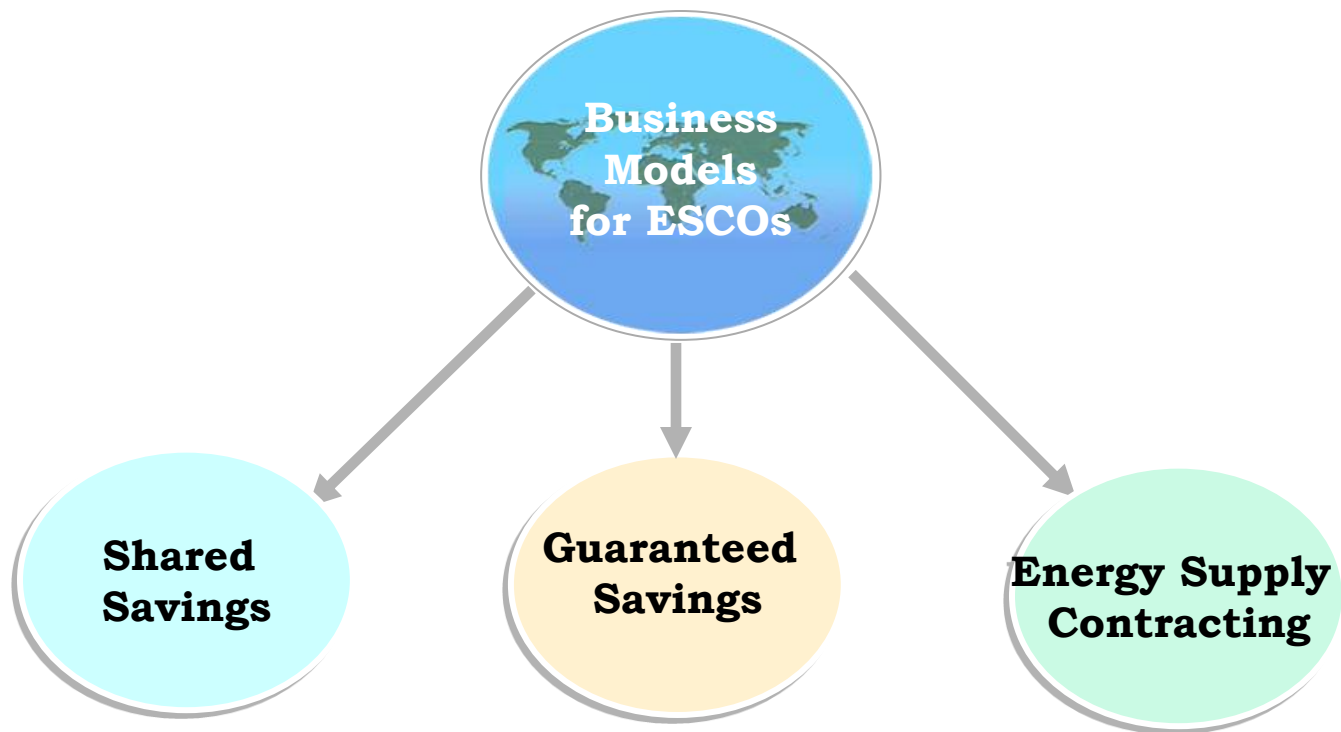 Business
Models
for ESCOs
Shared
Savings
Guaranteed
Savings
Energy Supply
Contracting